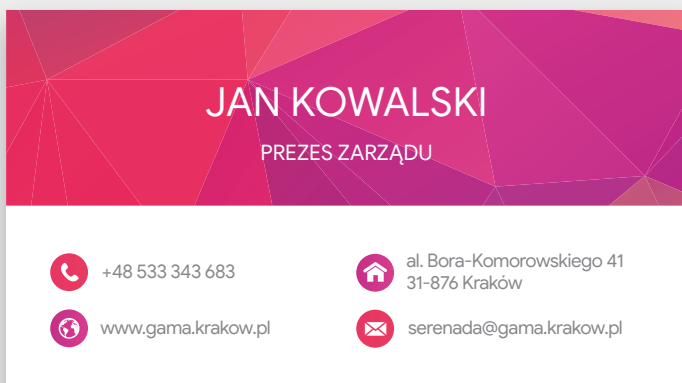 JAN KOWALSKI
PREZES ZARZĄDU
+48 533 343 683
www.gama.krakow.pl
al. Bora-Komorowskiego 41
31-876 Kraków
serenada@gama.krakow.pl